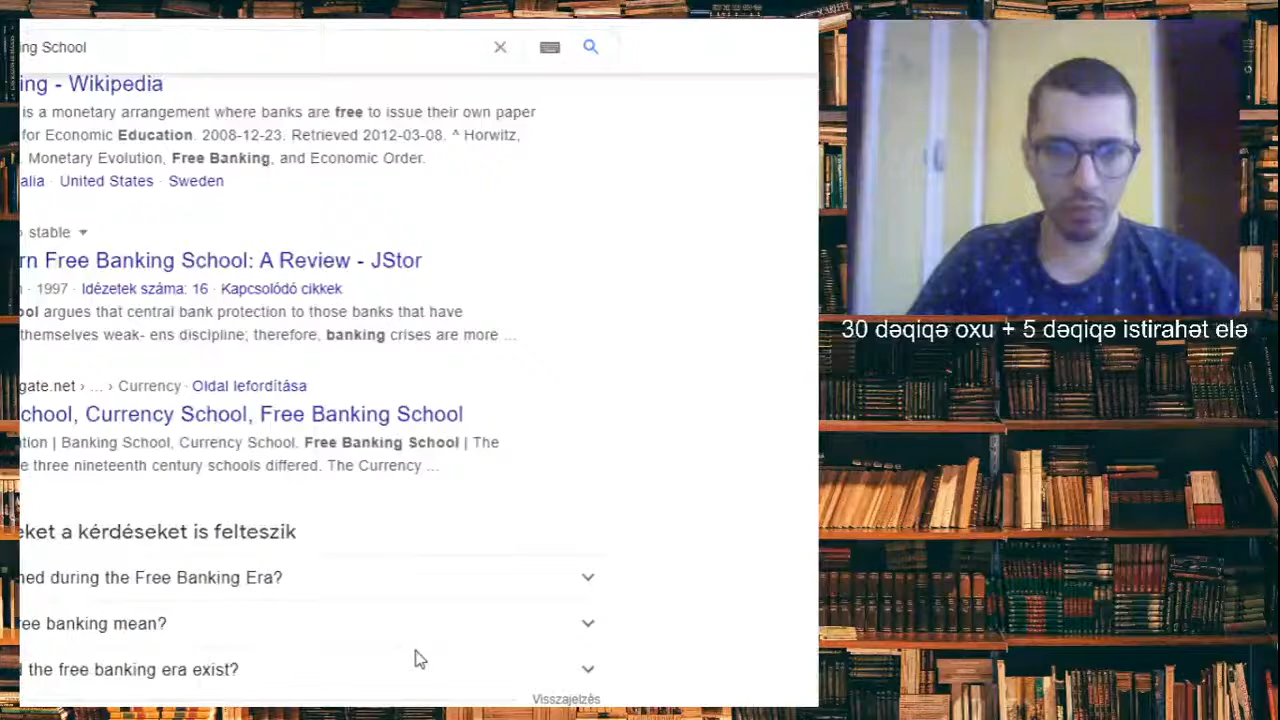 ng School
ing - Wikipedia
is a monetary arrangement where banks are free to issue their own paper
for Economic Education. 2008-12-23. Retrieved 2012-03-08. ^ Horwitz,
Monetary Evolution, Free Banking, and Economic Order.
alia · United States · Sweden
stable
rn Free Banking School: A Review - JStor
1997 · Idézetek száma: 16 · Kapcsolódó cikkek
ool argues that central bank protection to those banks that have
themselves weak- ens discipline; therefore, banking crises are more ...
gate.net › ... › Currency · Oldal lefordítása
chool, Currency School, Free Banking School
tion | Banking School, Currency School. Free Banking School | The
e three nineteenth century schools differed. The Currency ...
eket a kérdéseket is felteszik
ned during the Free Banking Era?
ree banking mean?
the free banking era exist?
Visszajelzés
30 dəqiqə oxu + 5 dəqiqə istirahət elə